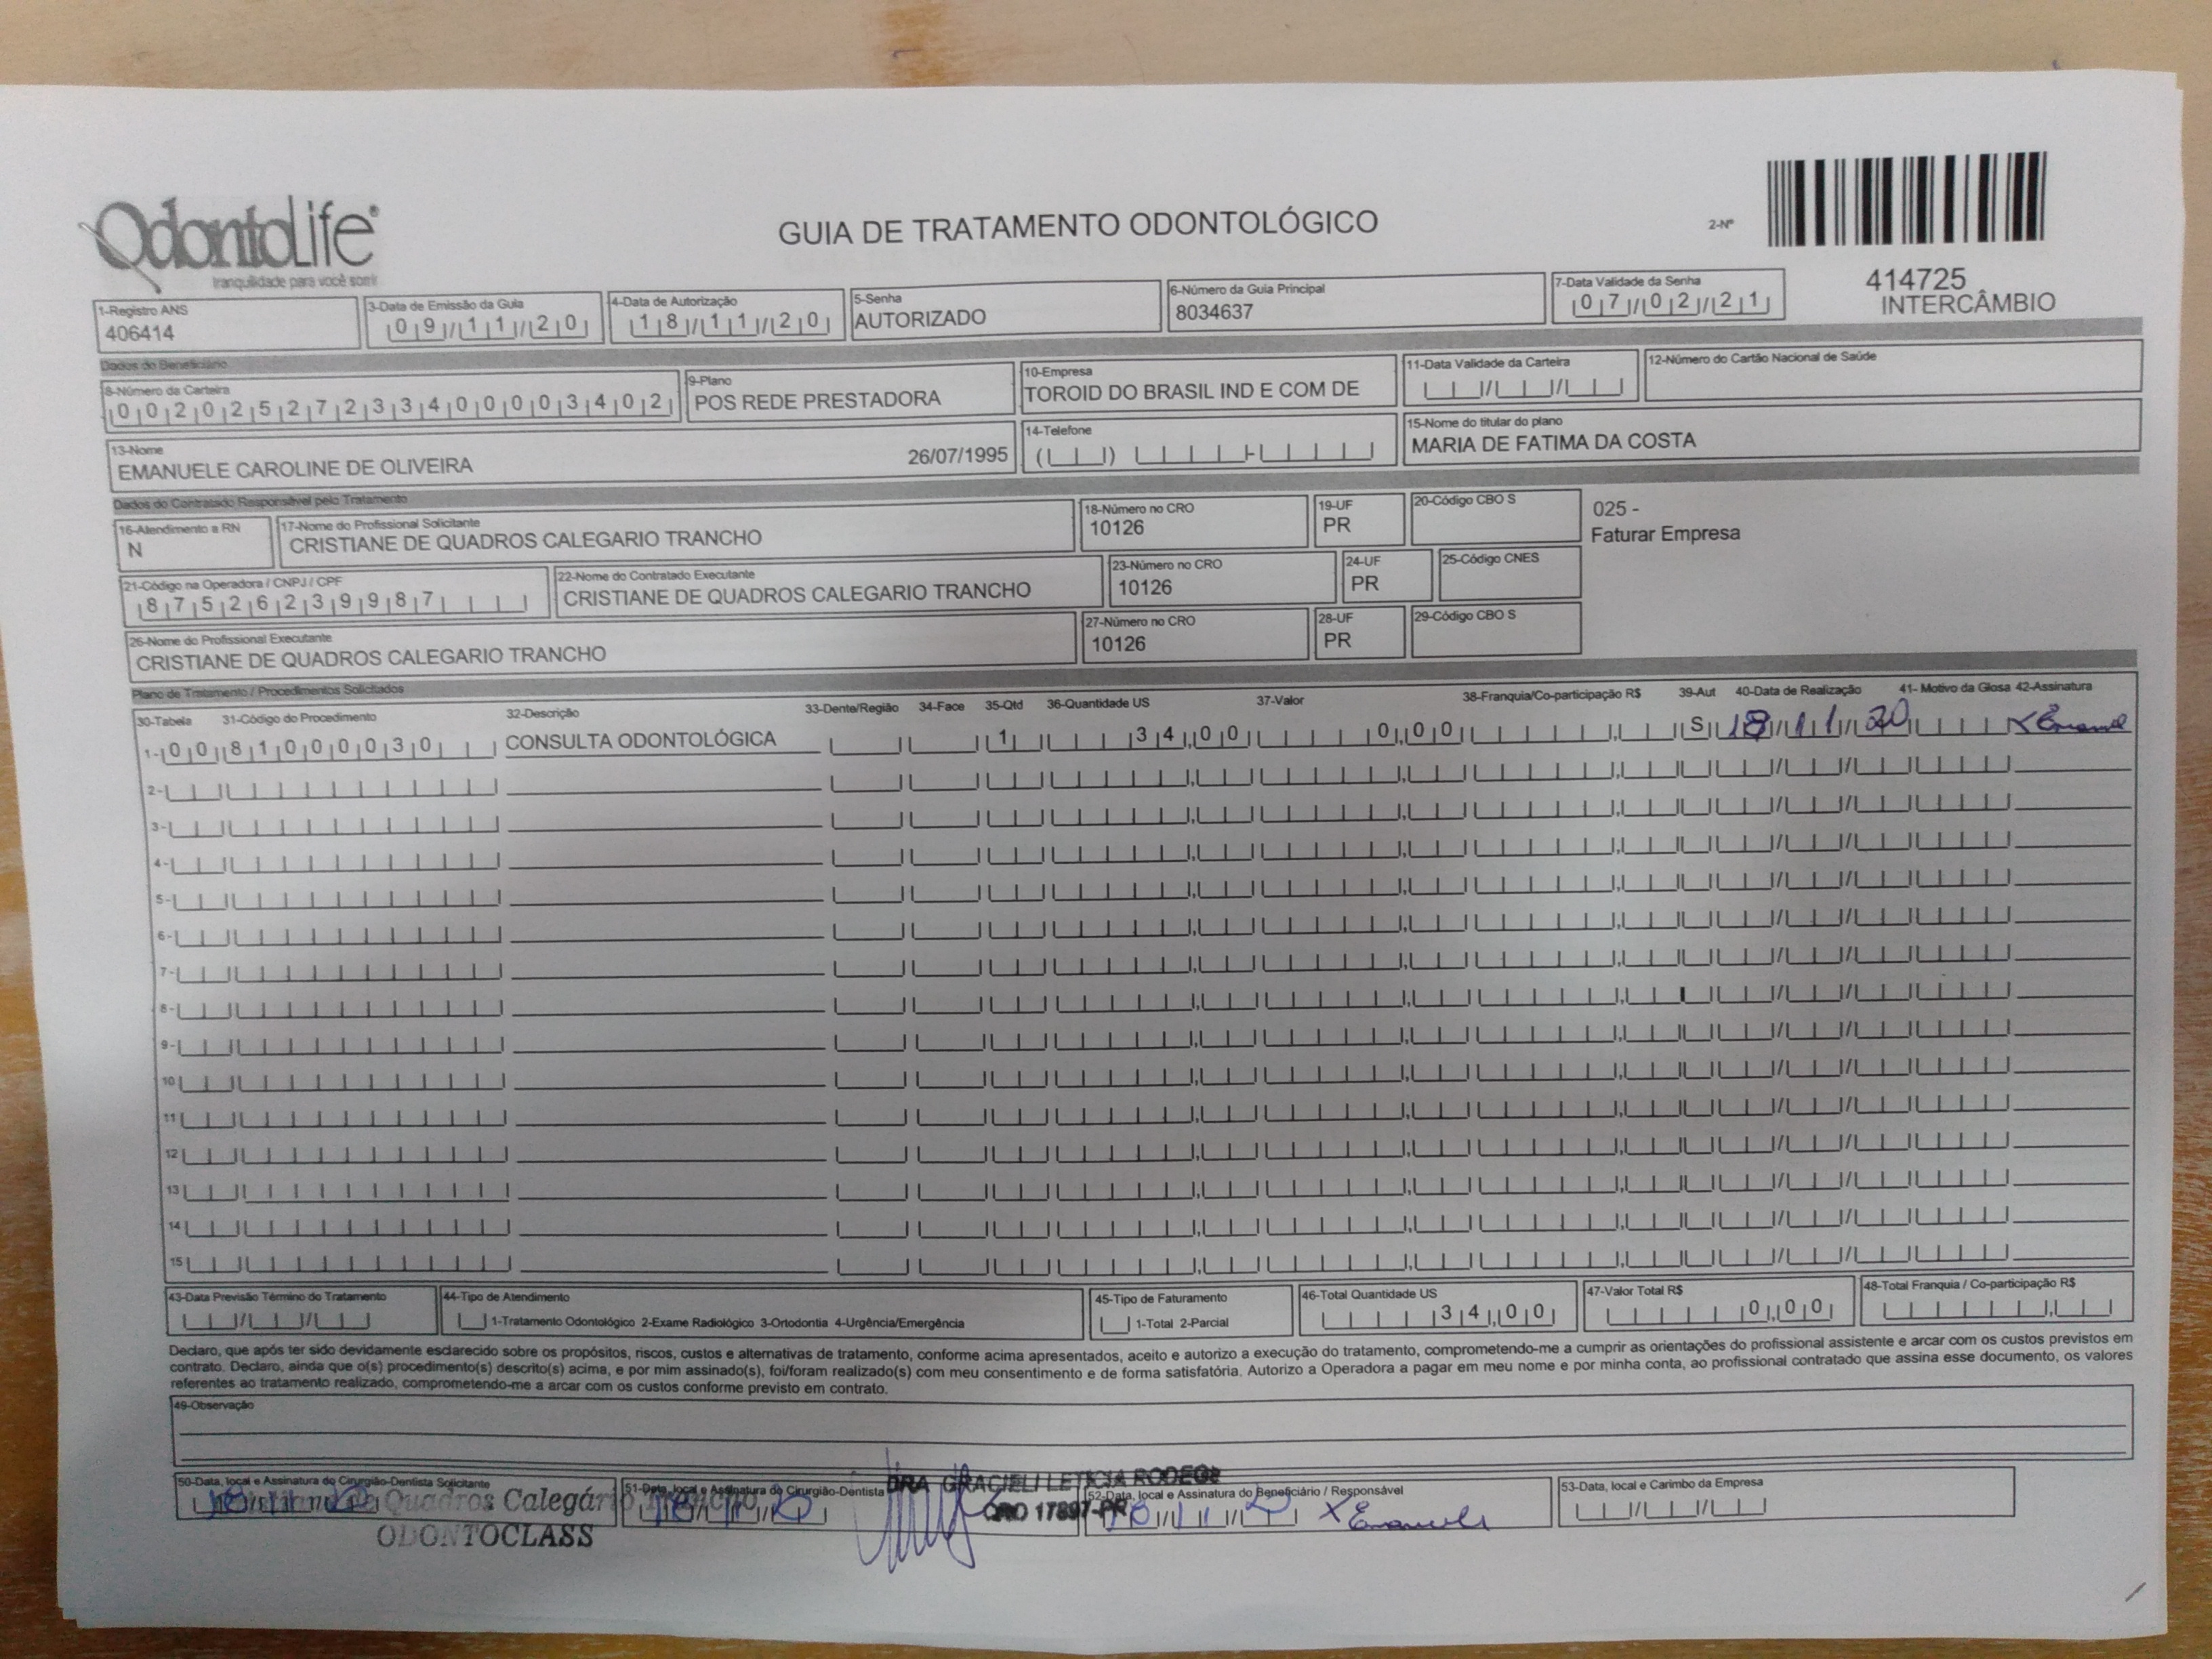 OdontoLife®
tranquilidade para você sorrir
GUIA DE TRATAMENTO ODONTOLÓGICO
2-Nº
414725
INTERCÂMBIO
1-Registro ANS
406414
3-Data de Emissão da Guia
09/11/20
4-Data de Autorização
18/11/20
5-Senha
AUTORIZADO
6-Número da Guia Principal
8034637
7-Data Validade da Senha
07/02/21
Dados do Beneficiário
8-Número da Carteira
00202527233400003402
9-Plano
POS REDE PRESTADORA
10-Empresa
TOROID DO BRASIL IND E COM DE
11-Data Validade da Carteira
12-Número do Cartão Nacional de Saúde
13-Nome
EMANUELE CAROLINE DE OLIVEIRA 26/07/1995
14-Telefone
15-Nome do titular do plano
MARIA DE FATIMA DA COSTA
Dados do Contratado Responsável pelo Tratamento
16-Atendimento a RN
N
17-Nome do Profissional Solicitante
CRISTIANE DE QUADROS CALEGARIO TRANCHO
18-Número no CRO
10126
19-UF
PR
20-Código CBO S
025 -
Faturar Empresa
21-Código na Operadora / CNPJ / CPF
87526239987
22-Nome do Contratado Executante
CRISTIANE DE QUADROS CALEGARIO TRANCHO
23-Número no CRO
10126
24-UF
PR
25-Código CNES
26-Nome do Profissional Executante
CRISTIANE DE QUADROS CALEGARIO TRANCHO
27-Número no CRO
10126
28-UF
PR
29-Código CBO S
Plano de Tratamento / Procedimentos Solicitados
30-Tabela 31-Código do Procedimento 32-Descrição 33-Dente/Região 34-Face 35-Qtd 36-Quantidade US 37-Valor 38-Franquia/Co-participação R$ 39-Aut 40-Data de Realização 41- Motivo da Glosa 42-Assinatura
1- 00 81000030 CONSULTA ODONTOLÓGICA 1 34,00 0,00 S 18/11/20
2-
3-
4-
5-
6-
7-
8-
9-
10
11
12
13
14
15
43-Data Previsão Término do Tratamento
44-Tipo de Atendimento
1-Tratamento Odontológico 2-Exame Radiológico 3-Ortodontia 4-Urgência/Emergência
45-Tipo de Faturamento
1-Total 2-Parcial
46-Total Quantidade US
34,00
47-Valor Total R$
0,00
48-Total Franquia / Co-participação R$
Declaro, que após ter sido devidamente esclarecido sobre os propósitos, riscos, custos e alternativas de tratamento, conforme acima apresentados, aceito e autorizo a execução do tratamento, comprometendo-me a cumprir as orientações do profissional assistente e arcar com os custos previstos em
contrato. Declaro, ainda que o(s) procedimento(s) descrito(s) acima, e por mim assinado(s), foi/foram realizado(s) com meu consentimento e de forma satisfatória. Autorizo a Operadora a pagar em meu nome e por minha conta, ao profissional contratado que assina esse documento, os valores
referentes ao tratamento realizado, comprometendo-me a arcar com os custos conforme previsto em contrato.
49-Observação
50-Data, local e Assinatura do Cirurgião-Dentista Solicitante
Quadros Calegário
ODONTOCLASS
51-Data, local e Assinatura do Cirurgião-Dentista
DRA GRACIELI LETICIA
CRO 17897-PR
52-Data, local e Assinatura do Beneficiário / Responsável
53-Data, local e Carimbo da Empresa